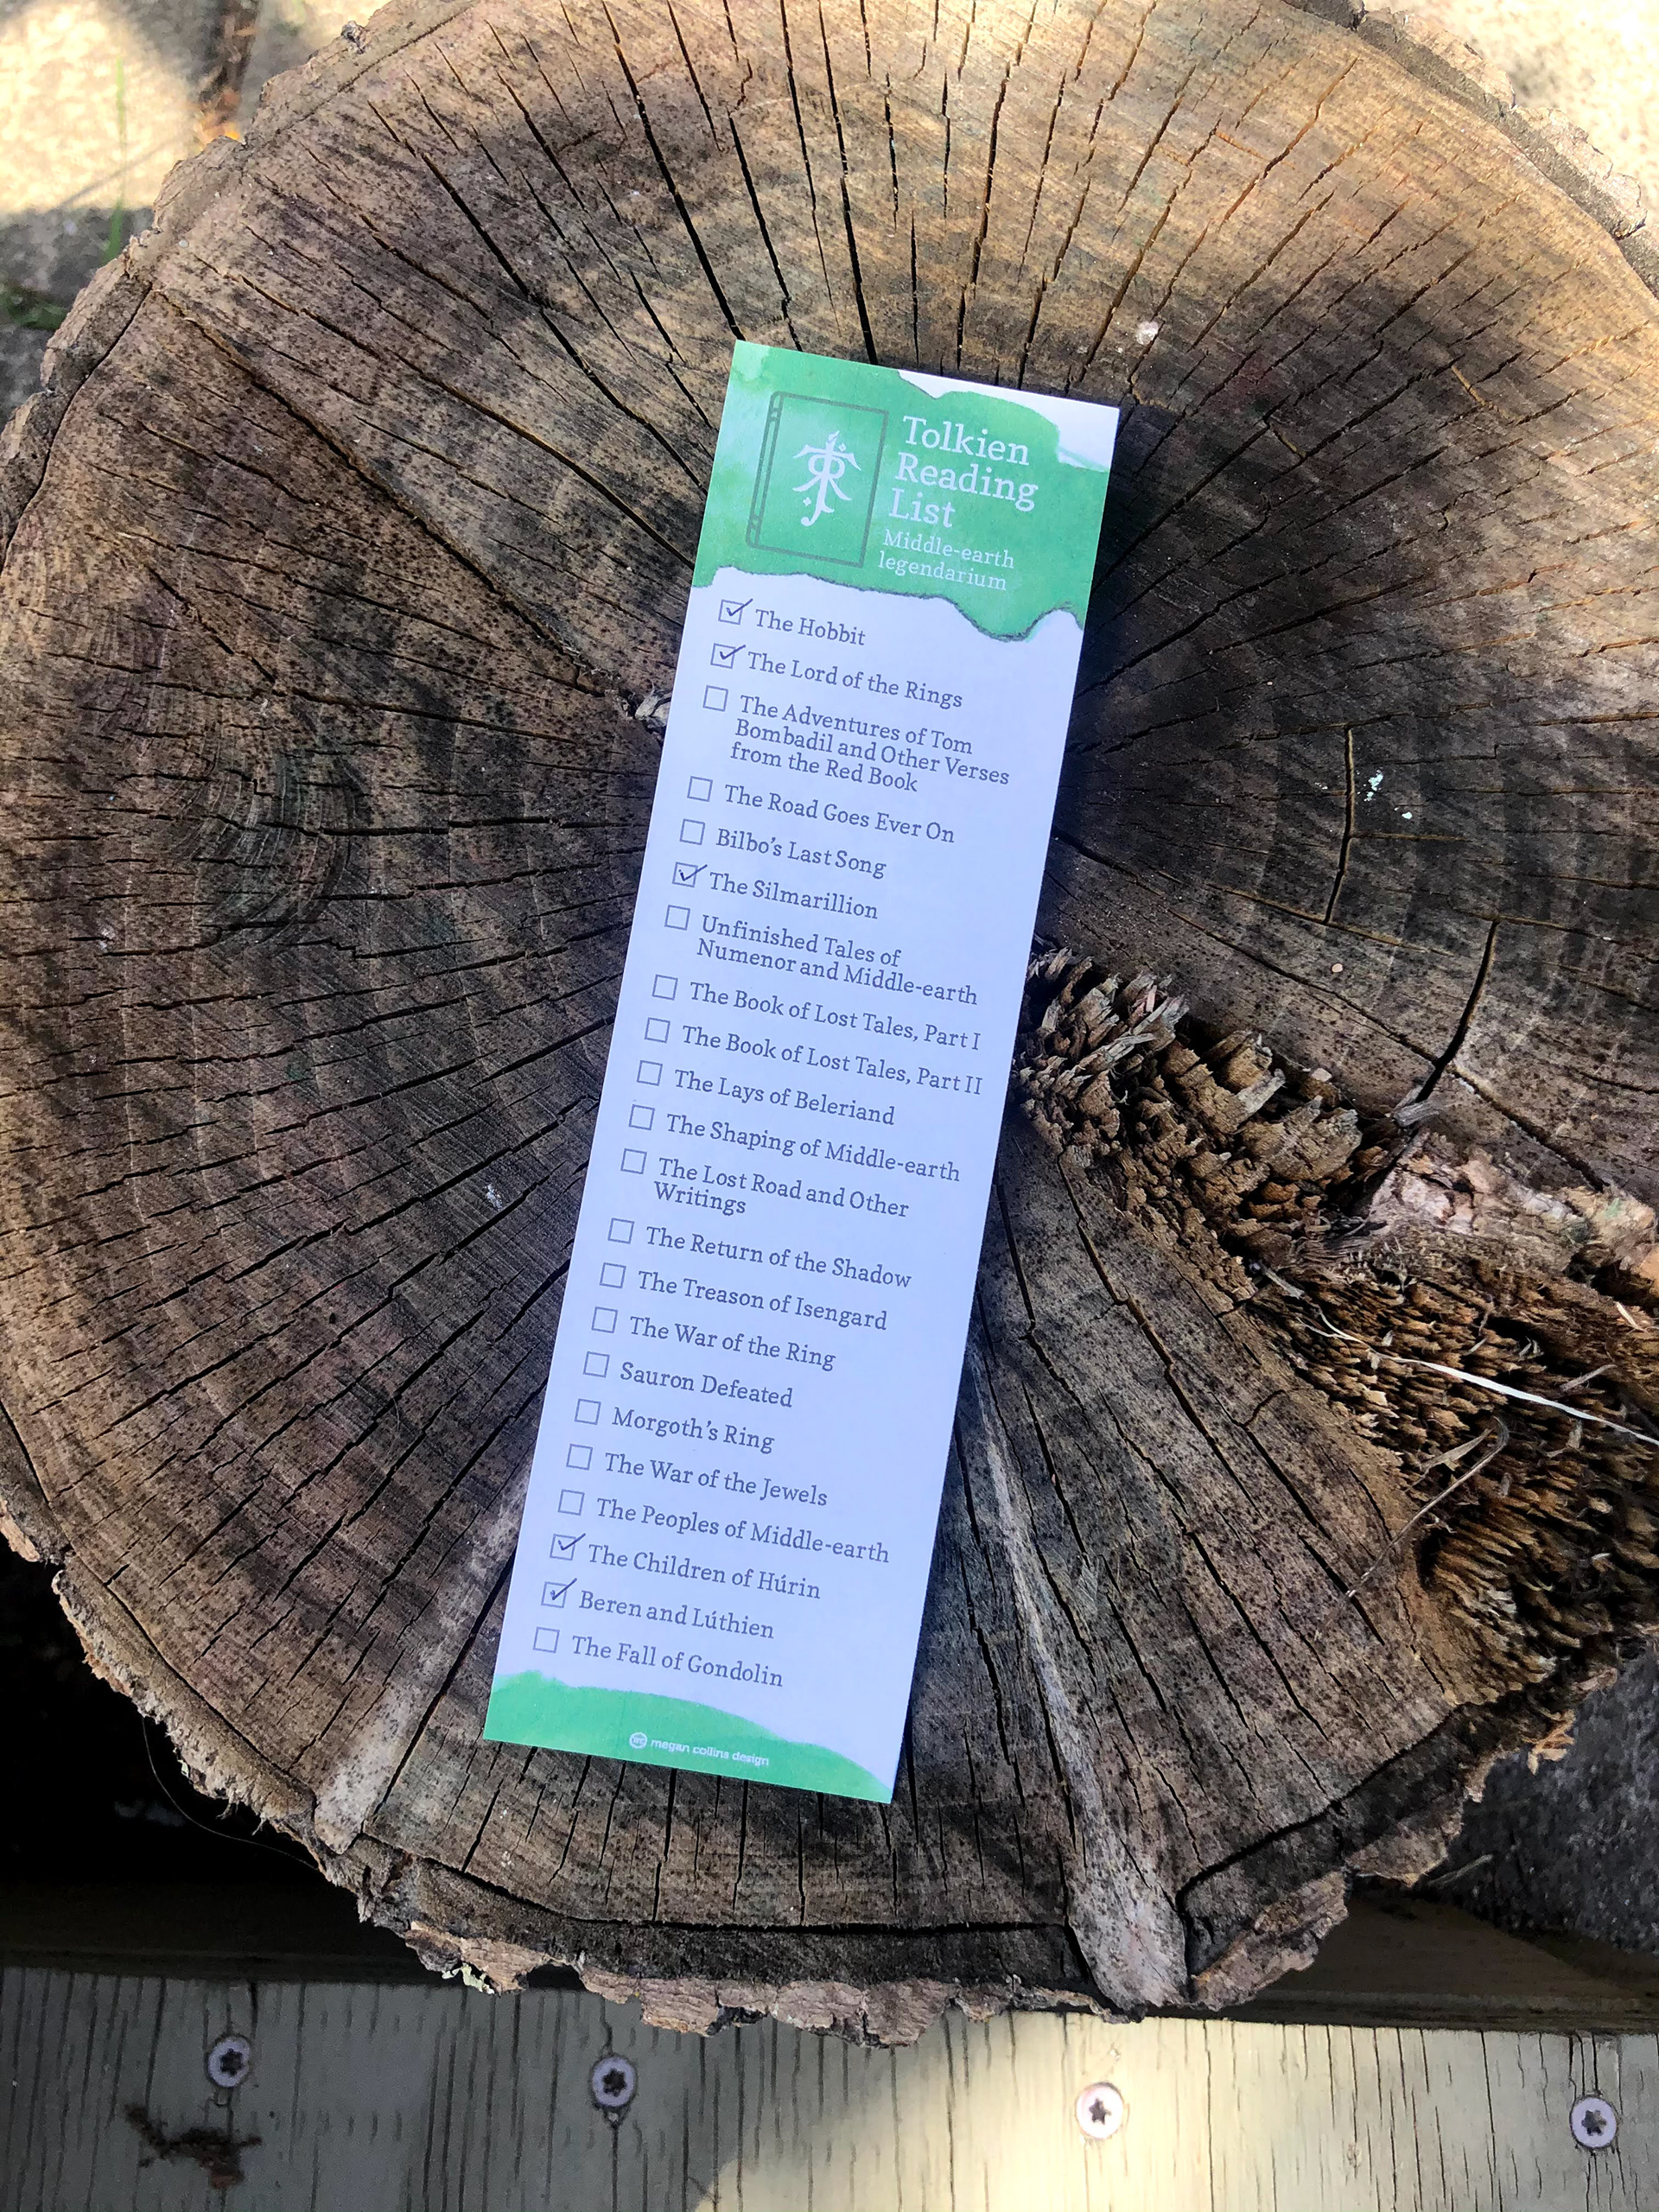 Tolkien
Reading
List
Middle-earth
legendarium
The Hobbit
The Lord of the Rings
The Adventures of Tom
Bombadil and Other Verses
from the Red Book
The Road Goes Ever On
Bilbo's Last Song
The Silmarillion
Unfinished Tales of
Numenor and Middle-earth
The Book of Lost Tales, Part I
The Book of Lost Tales, Part II
The Lays of Beleriand
The Shaping of Middle-earth
The Lost Road and Other
Writings
The Return of the Shadow
The Treason of Isengard
The War of the Ring
Sauron Defeated
Morgoth's Ring
The War of the Jewels
The Peoples of Middle-earth
The Children of Húrin
Beren and Lúthien
The Fall of Gondolin
megan collins design